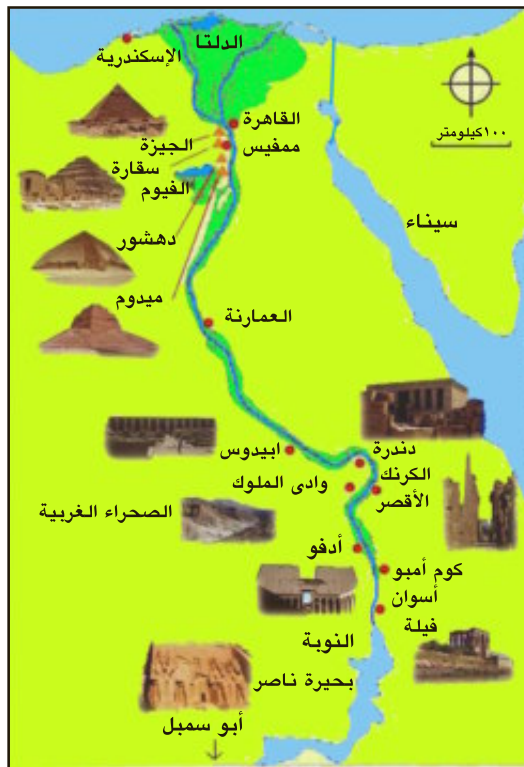 الدلتا
الإسكندرية
القاهرة
ممفيس
١٠٠كيلومتر
الجيزة
سقارة
الفيوم
سيناء
دهشور
ميدوم
العمارنة
دندرة
ابيدوس
الكرنك
وادى الملوك
الأقصر
الصحراء الغربية
أدفو
كوم أمبو
أسوان
فيلة
النوبة
بحيرة ناصر
أبو سمبل